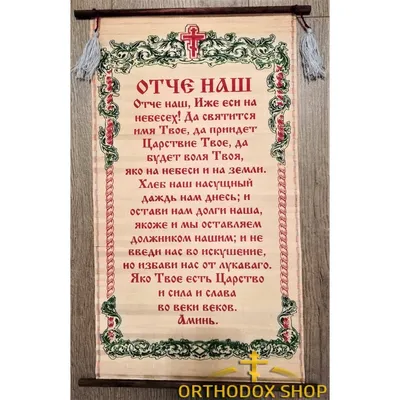 ОТЧЕ НАШ
Отче наш, Иже еси на
небесех! Да святится
имя Твое, да приидет
Царствие Твое, да
будет воля Твоя,
яко на небеси и на земли.
Хлеб наш насущный
даждь нам днесь; и
остави нам долги наша,
якоже и мы оставляем
должником нашим; и не
введи нас во искушение,
но избави нас от лукаваго.
Яко Твое есть Царство
и сила и слава
во веки веков.
Аминь.
ORTHODOX SHOP